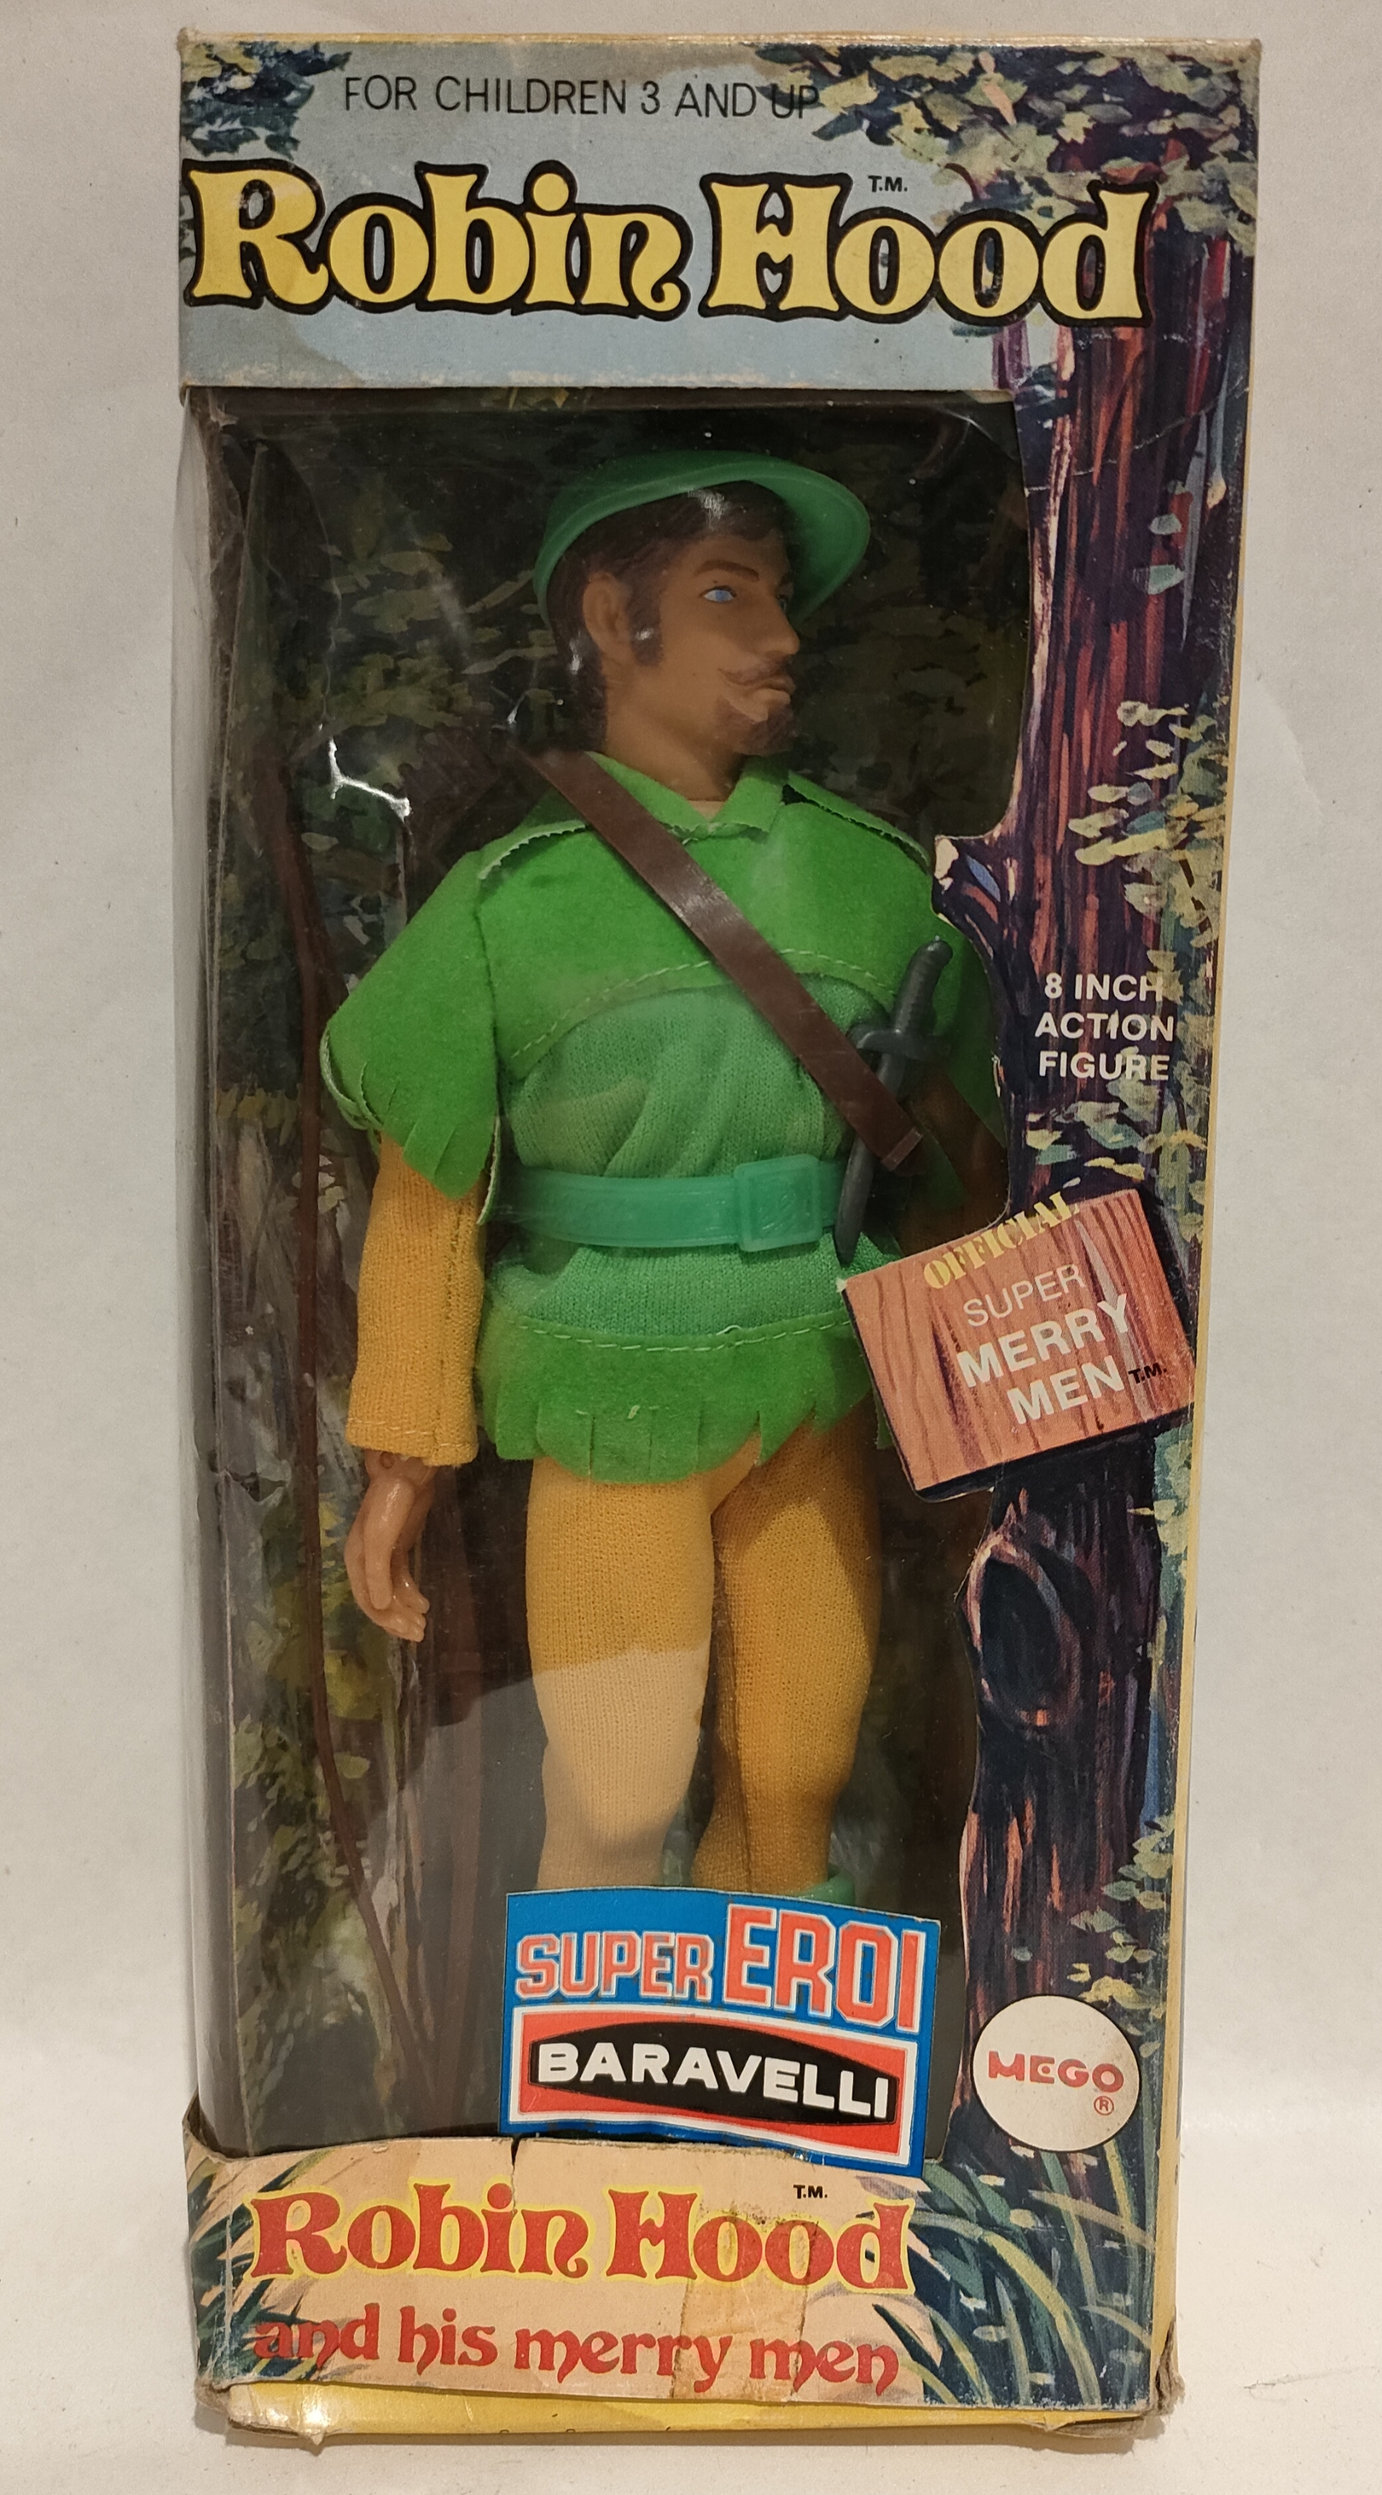 FOR CHILDREN 3 AND UP
Robin Hood T.M.
8 INCH
ACTION
FIGURE
OFFICIAL
SUPER
MERRY
MEN T.M.
SUPER EROI
BARAVELLI
MEGO
®
Robin Hood T.M.
and his merry men